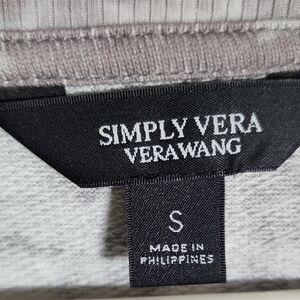 SIMPLY VERA
VERAWANG
S
MADE IN
PHILIPPINES